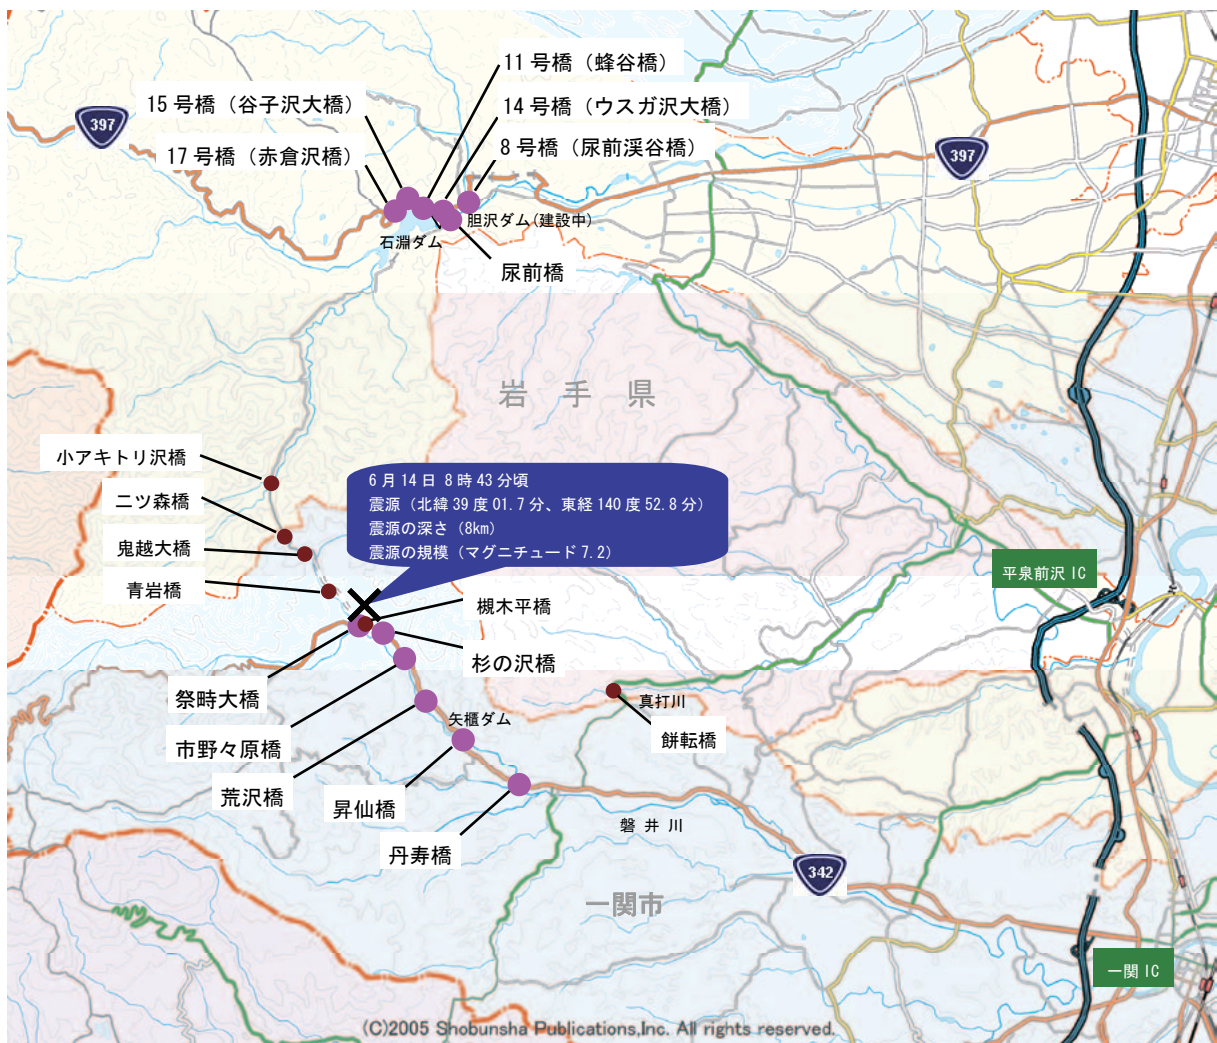 11 号橋（蜂谷橋）
15 号橋（谷子沢大橋）
14 号橋（ウスガ沢大橋）
397
17 号橋（赤倉沢橋）
8 号橋（尿前渓谷橋）
397
胆沢ダム(建設中)
石淵ダム
尿前橋
岩 手 県
小アキトリ沢橋
6 月 14 日 8 時 43 分頃
震源（北緯 39 度 01.7 分、東経 140 度 52.8 分）
震源の深さ（8km）
震源の規模（マグニチュード 7.2）
ニツ森橋
鬼越大橋
平泉前沢 IC
青岩橋
槻木平橋
杉の沢橋
祭畤大橋
真打川
矢櫃ダム
市野々原橋
餅転橋
荒沢橋
昇仙橋
磐 井 川
丹寿橋
342
一関市
一関 IC
(C)2005 Shobunsha Publications,Inc. All rights reserved.